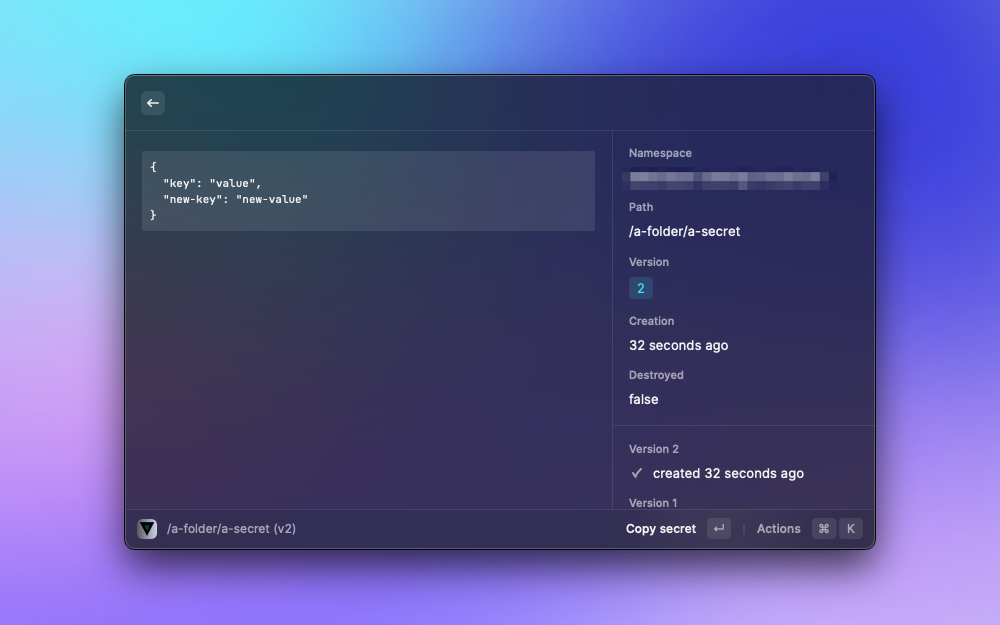 {
"key": "value",
"new-key": "new-value"
}
Namespace
Path
/a-folder/a-secret
Version
2
Creation
32 seconds ago
Destroyed
false
Version 2
✓ created 32 seconds ago
Version 1
/a-folder/a-secret (v2)
Copy secret ↵ | Actions ⌘ K